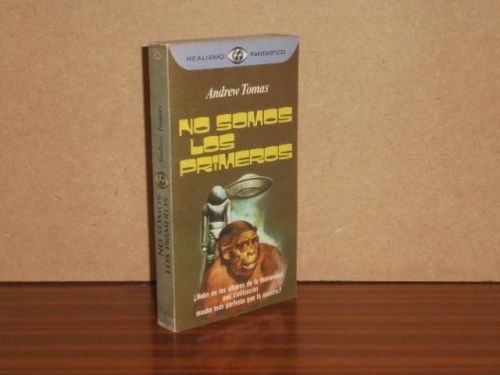 REALISMO FANTASTICO
Andrew Tomas
NO SOMOS
LOS
PRIMEROS
¿Hubo en los albores de la Humanidad
una civilización
mucho más perfecta que la nuestra?
Andrew Tomas
NO SOMOS
LOS PRIMEROS